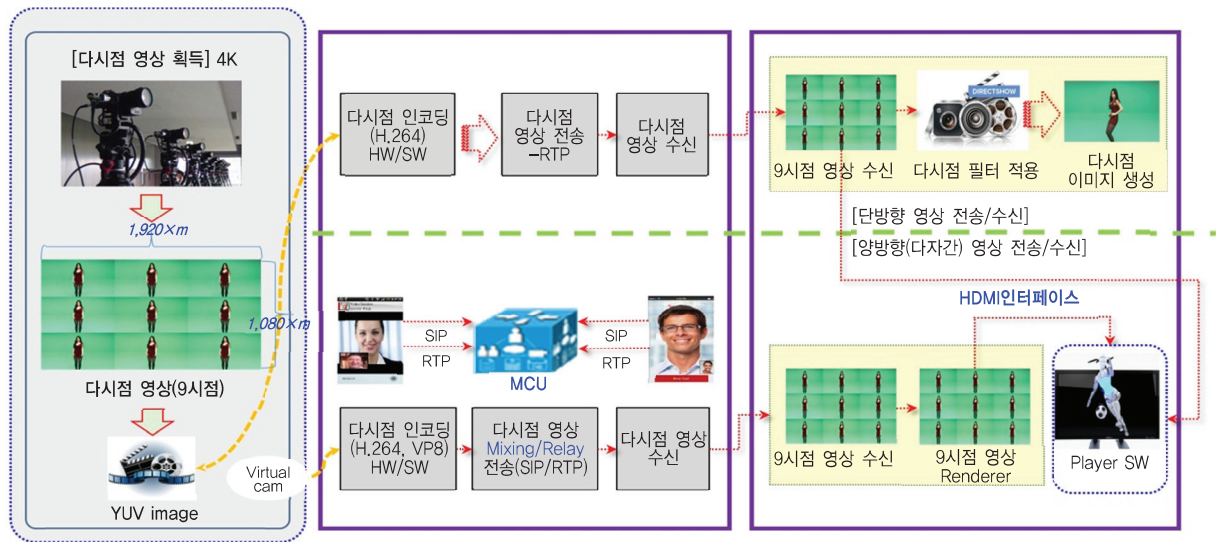 [다시점 영상 획득] 4K
1,920×m
1,080×m
다시점 영상(9시점)
YUV image
Virtual
cam
다시점 인코딩
(H.264)
HW/SW
다시점
영상 전송
-RTP
다시점
영상 수신
SIP
RTP
MCU
SIP
RTP
다시점 인코딩
(H.264, VP8)
HW/SW
다시점 영상
Mixing/Relay
전송(SIP/RTP)
다시점 영상
수신
9시점 영상 수신
DIRECTSHOW
다시점 필터 적용
다시점
이미지 생성
[단방향 영상 전송/수신]
[양방향(다자간) 영상 전송/수신]
HDMI인터페이스
9시점 영상 수신
9시점 영상
Renderer
Player SW